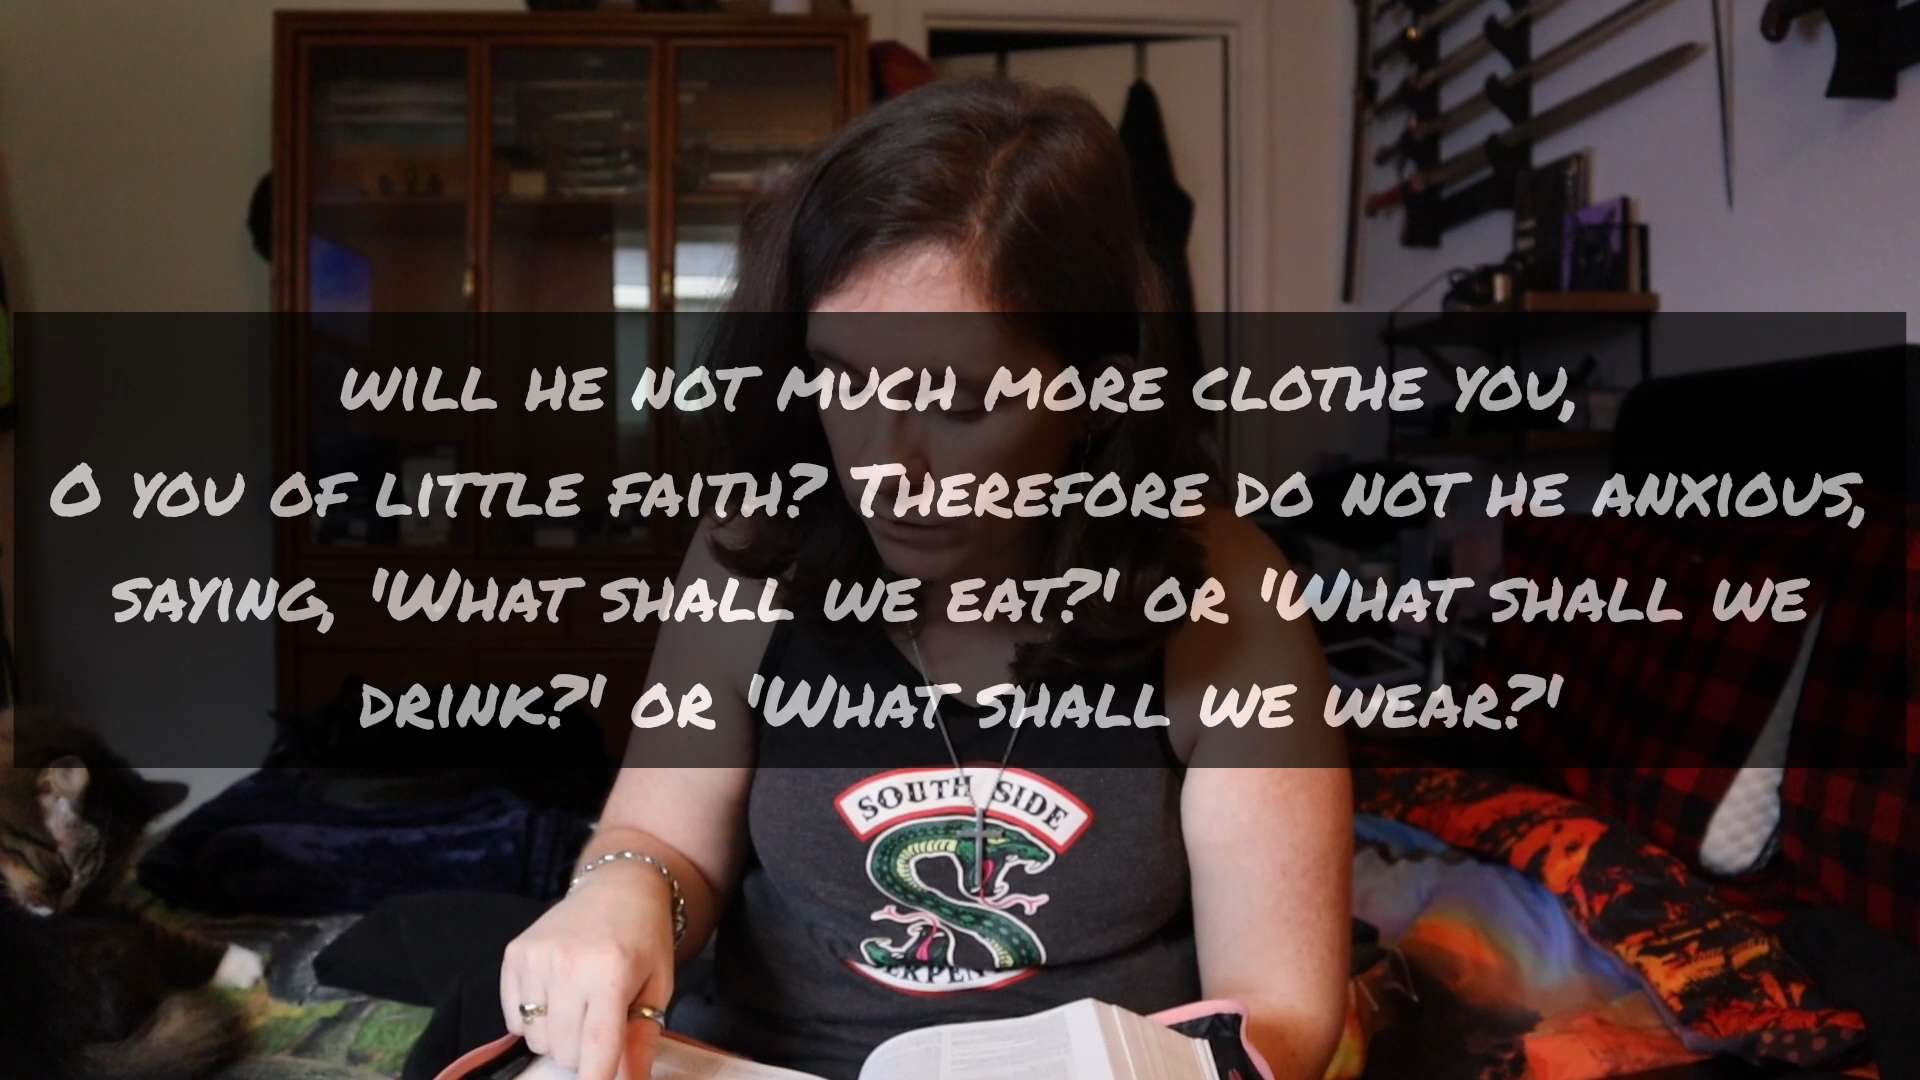 will he not much more clothe you,
O you of little faith? Therefore do not he anxious,
saying, 'What shall we eat?' or 'What shall we
drink?' or 'What shall we wear?'
SOUTH SIDE